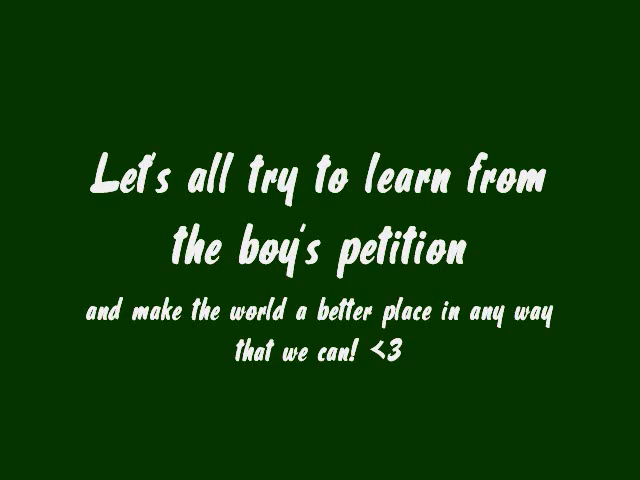 Let's all try to learn from
the boy's petition
and make the world a better place in any way
that we can! <3